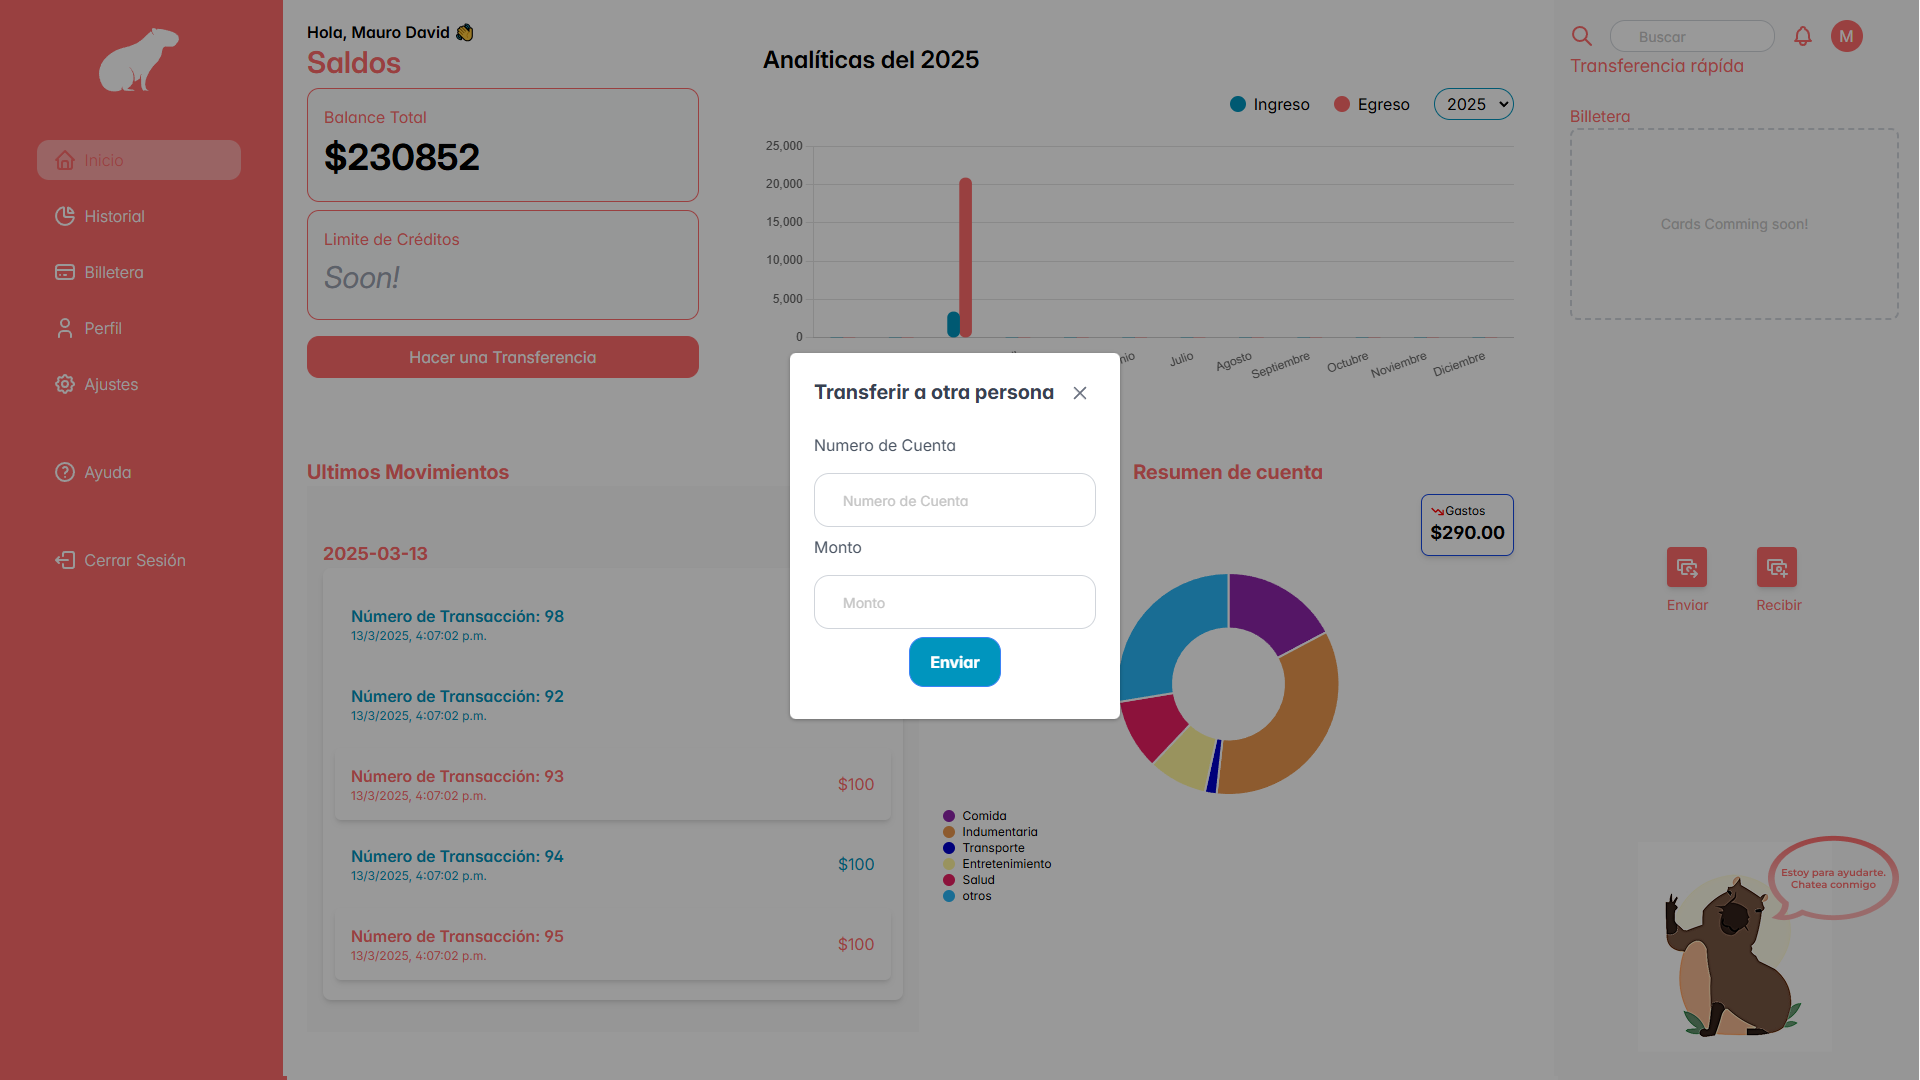 Inicio
Historial
Billetera
Perfil
Ajustes
Ayuda
Cerrar Sesión
Hola, Mauro David 👏
Saldos
Balance Total
$230852
Limite de Créditos
Soon!
Hacer una Transferencia
Analíticas del 2025
Ingreso Egreso 2025
25,000
20,000
15,000
10,000
5,000
0
Julio Agosto Septiembre Octubre Noviembre Diciembre
Buscar
M
Transferencia rápída
Billetera
Cards Comming soon!
Transferir a otra persona
Numero de Cuenta
Numero de Cuenta
Monto
Monto
Enviar
Ultimos Movimientos
2025-03-13
Número de Transacción: 98
13/3/2025, 4:07:02 p.m.
Número de Transacción: 92
13/3/2025, 4:07:02 p.m.
Número de Transacción: 93
$100
13/3/2025, 4:07:02 p.m.
Número de Transacción: 94
$100
13/3/2025, 4:07:02 p.m.
Número de Transacción: 95
$100
13/3/2025, 4:07:02 p.m.
Resumen de cuenta
Gastos
$290.00
Comida
Indumentaria
Transporte
Entretenimiento
Salud
otros
Enviar Recibir
Estoy para ayudarte.
Chatea conmigo